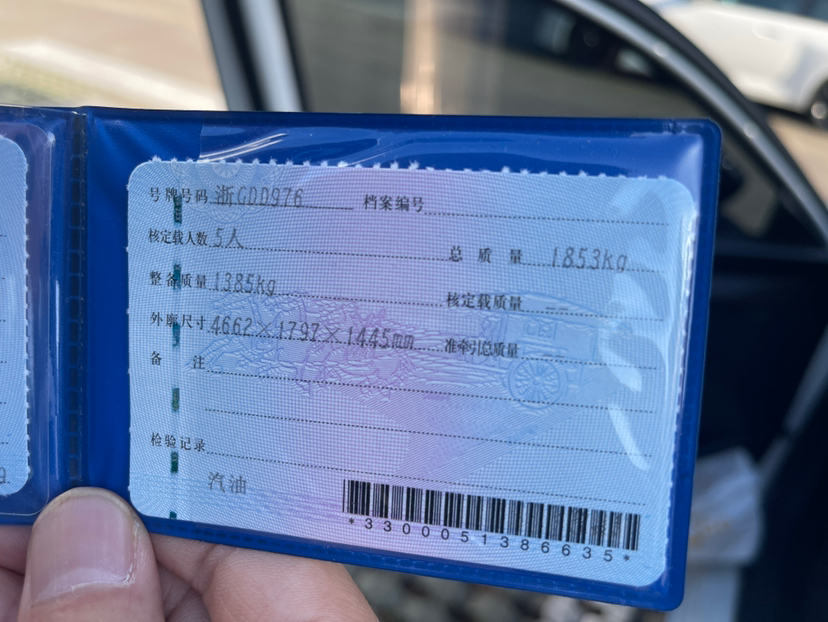 号牌号码 浙GDD976 档案编号
核定载人数 5人 总质量 1853kg
整备质量 1385kg 核定载质量 --
外廓尺寸 4662×1797×1445mm 准牵引总质量
备注
检验记录
汽油
*3300051386635*
9